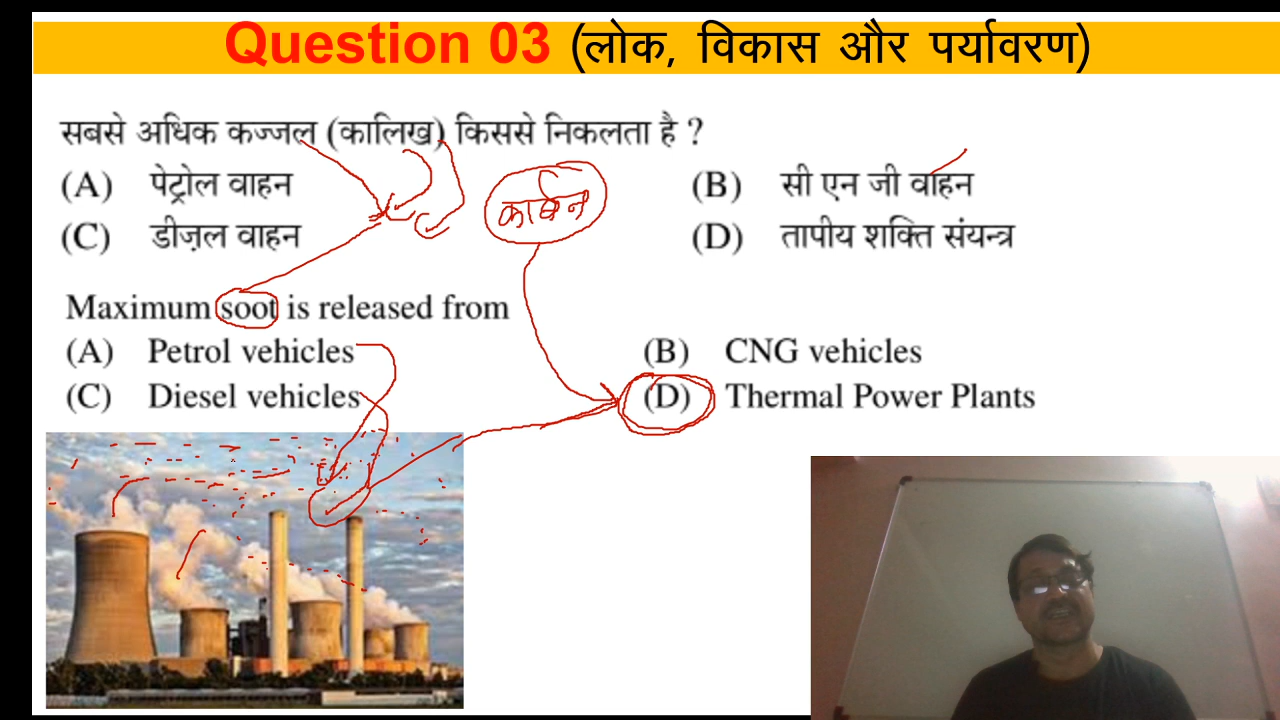 Question 03 (लोक, विकास और पर्यावरण)
सबसे अधिक कज्जल (कालिख) किससे निकलता है ?
(A) पेट्रोल वाहन (B) सी एन जी वाहन
(C) डीज़ल वाहन (D) तापीय शक्ति संयन्त्र
कार्बन
Maximum soot is released from
(A) Petrol vehicles (B) CNG vehicles
(C) Diesel vehicles (D) Thermal Power Plants